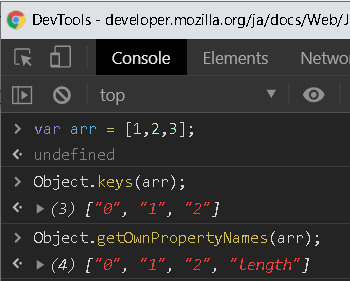 DevTools - developer.mozilla.org/ja/docs/Web/J
Console Elements Netwo
top
var arr = [1,2,3];
undefined
Object.keys(arr);
(3) ["0", "1", "2"]
Object.getOwnPropertyNames(arr);
(4) ["0", "1", "2", "length"]